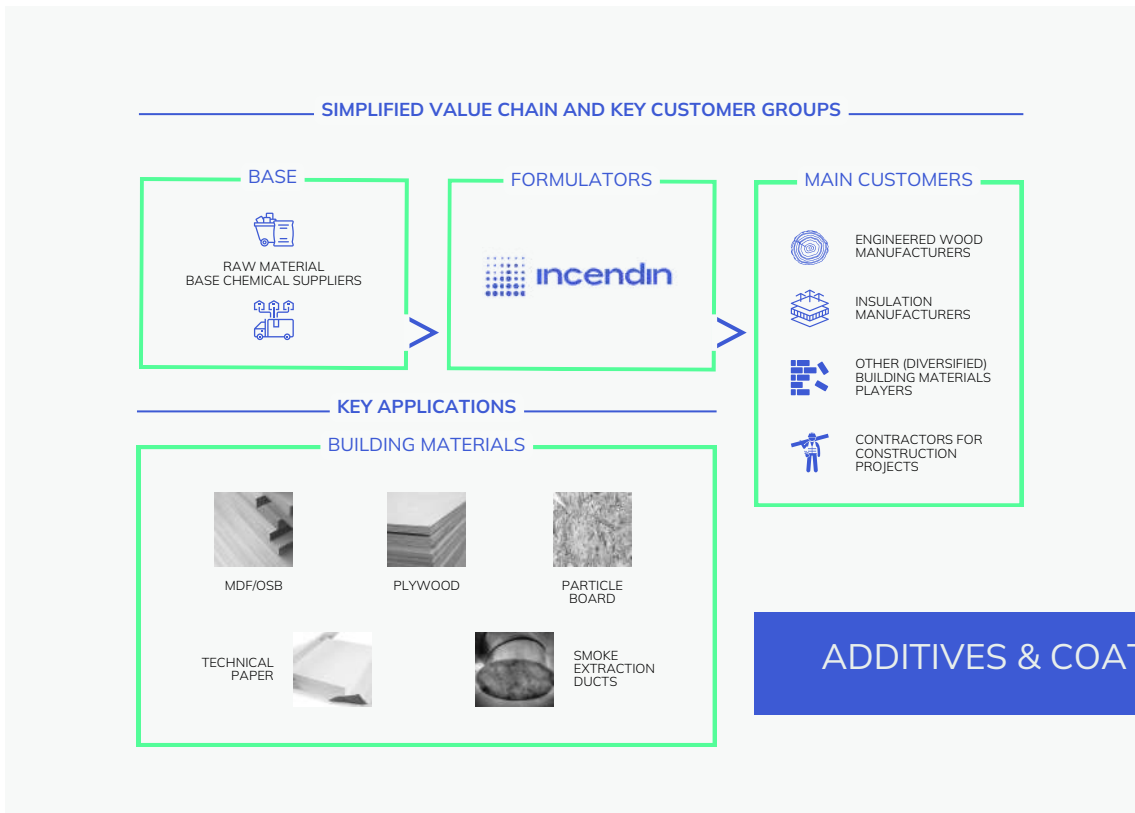 SIMPLIFIED VALUE CHAIN AND KEY CUSTOMER GROUPS
BASE
RAW MATERIAL
BASE CHEMICAL SUPPLIERS
FORMULATORS
incendin
MAIN CUSTOMERS
ENGINEERED WOOD
MANUFACTURERS
INSULATION
MANUFACTURERS
OTHER (DIVERSIFIED)
BUILDING MATERIALS
PLAYERS
CONTRACTORS FOR
CONSTRUCTION
PROJECTS
KEY APPLICATIONS
BUILDING MATERIALS
MDF/OSB
PLYWOOD
PARTICLE
BOARD
TECHNICAL
PAPER
SMOKE
EXTRACTION
DUCTS
ADDITIVES & COAT